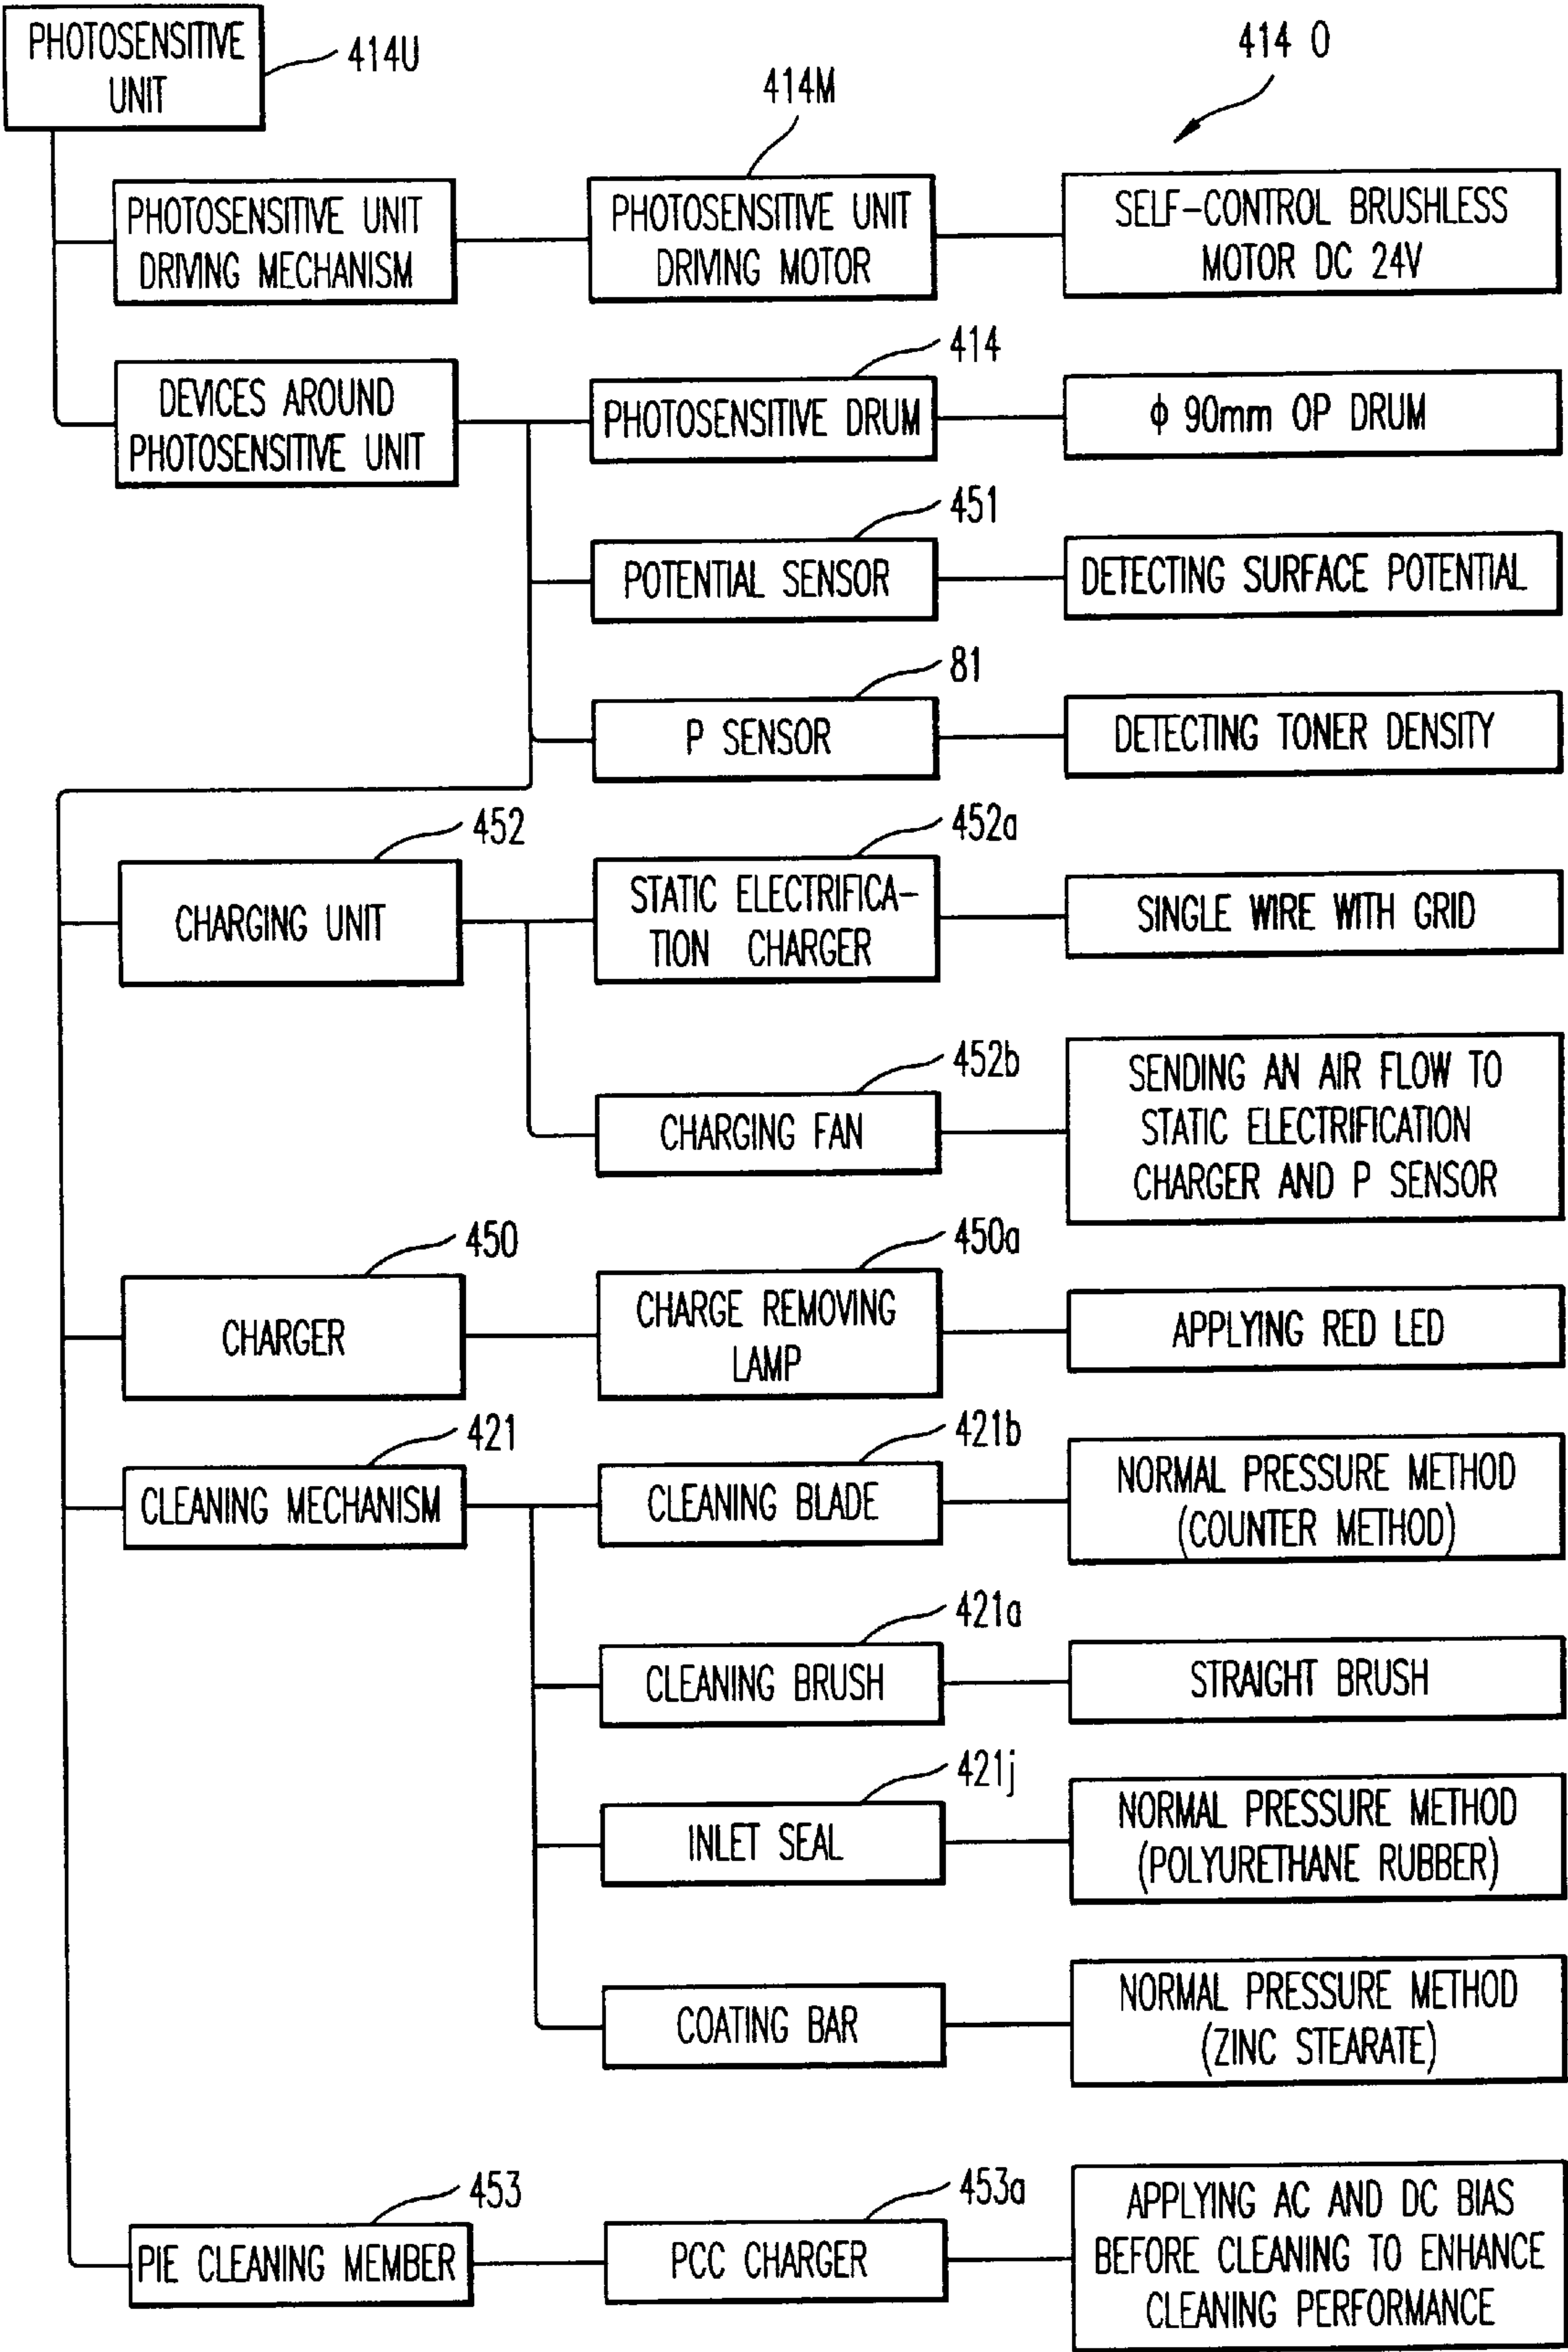 PHOTOSENSITIVE
UNIT
414U
414M
414 0
PHOTOSENSITIVE UNIT
DRIVING MECHANISM
PHOTOSENSITIVE UNIT
DRIVING MOTOR
SELF-CONTROL BRUSHLESS
MOTOR DC 24V
DEVICES AROUND
PHOTOSENSITIVE UNIT
414
PHOTOSENSITIVE DRUM
ϕ 90mm OP DRUM
451
POTENTIAL SENSOR
DETECTING SURFACE POTENTIAL
81
P SENSOR
DETECTING TONER DENSITY
452
CHARGING UNIT
452a
STATIC ELECTRIFICA-
TION CHARGER
SINGLE WIRE WITH GRID
452b
CHARGING FAN
SENDING AN AIR FLOW TO
STATIC ELECTRIFICATION
CHARGER AND P SENSOR
450
CHARGER
450a
CHARGE REMOVING
LAMP
APPLYING RED LED
421
CLEANING MECHANISM
421b
CLEANING BLADE
NORMAL PRESSURE METHOD
(COUNTER METHOD)
421a
CLEANING BRUSH
STRAIGHT BRUSH
421j
INLET SEAL
NORMAL PRESSURE METHOD
(POLYURETHANE RUBBER)
COATING BAR
NORMAL PRESSURE METHOD
(ZINC STEARATE)
453
PIE CLEANING MEMBER
453a
PCC CHARGER
APPLYING AC AND DC BIAS
BEFORE CLEANING TO ENHANCE
CLEANING PERFORMANCE